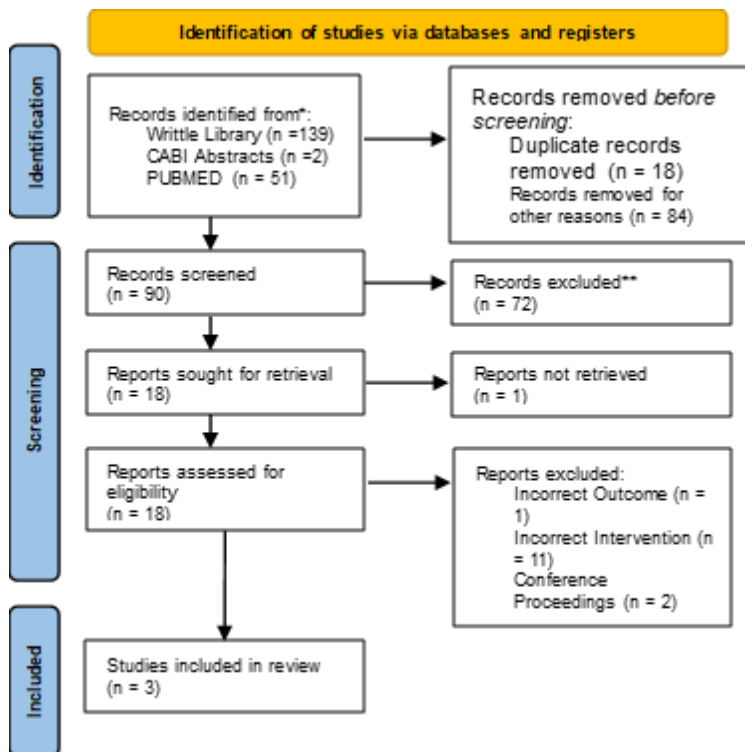 Identification of studies via databases and registers
Identification
Records identified from*:
Writtle Library (n =139)
CABI Abstracts (n =2)
PUBMED (n = 51)
Records removed before
screening:
Duplicate records
removed (n = 18)
Records removed for
other reasons (n = 84)
Screening
Records screened
(n = 90)
Records excluded**
(n = 72)
Reports sought for retrieval
(n = 18)
Reports not retrieved
(n = 1)
Reports assessed for
eligibility
(n = 18)
Reports excluded:
Incorrect Outcome (n =
1)
Incorrect Intervention (n
= 11)
Conference
Proceedings (n = 2)
Included
Studies included in review
(n = 3)